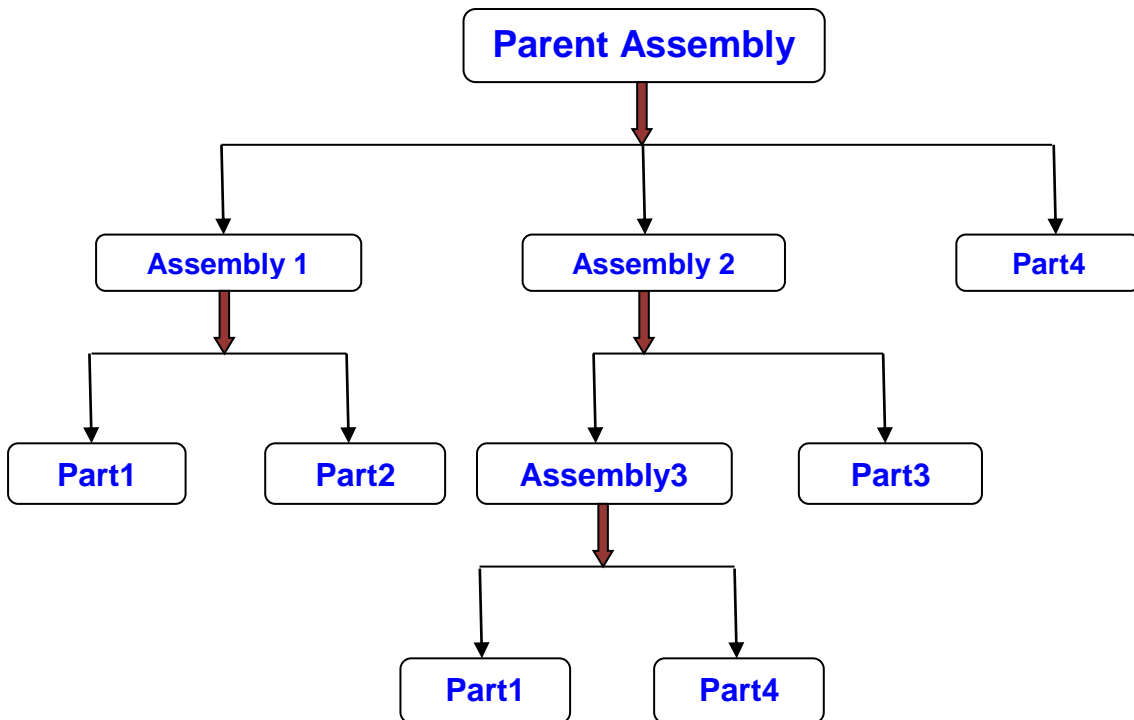 Parent Assembly
Assembly 1
Assembly 2
Part4
Part1
Part2
Assembly3
Part3
Part1
Part4